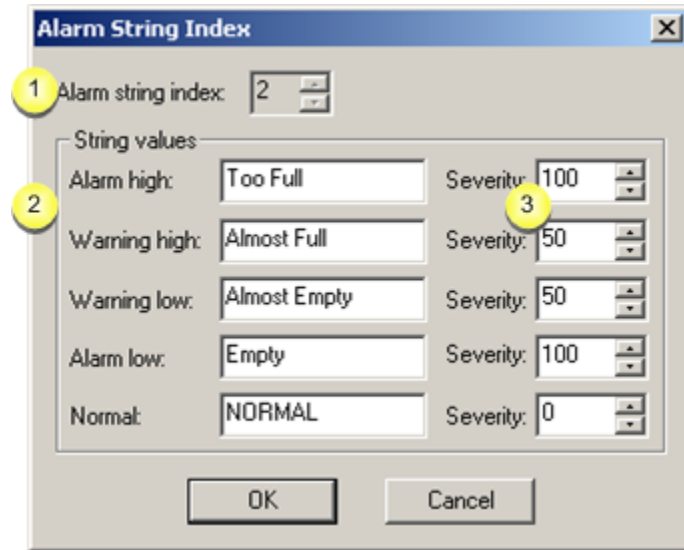 Alarm String Index
1 Alarm string index: 2
String values
2
Alarm high: Too Full Severity: 100
3
Warning high: Almost Full Severity: 50
Warning low: Almost Empty Severity: 50
Alarm low: Empty Severity: 100
Normal: NORMAL Severity: 0
OK Cancel